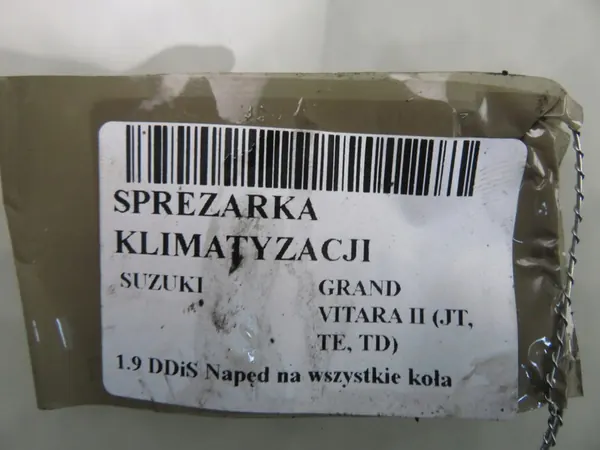 SPREZARKA
KLIMATYZACJI
SUZUKI
GRAND
VITARA II (JT,
TE, TD)
1.9 DDiS Napęd na wszystkie koła